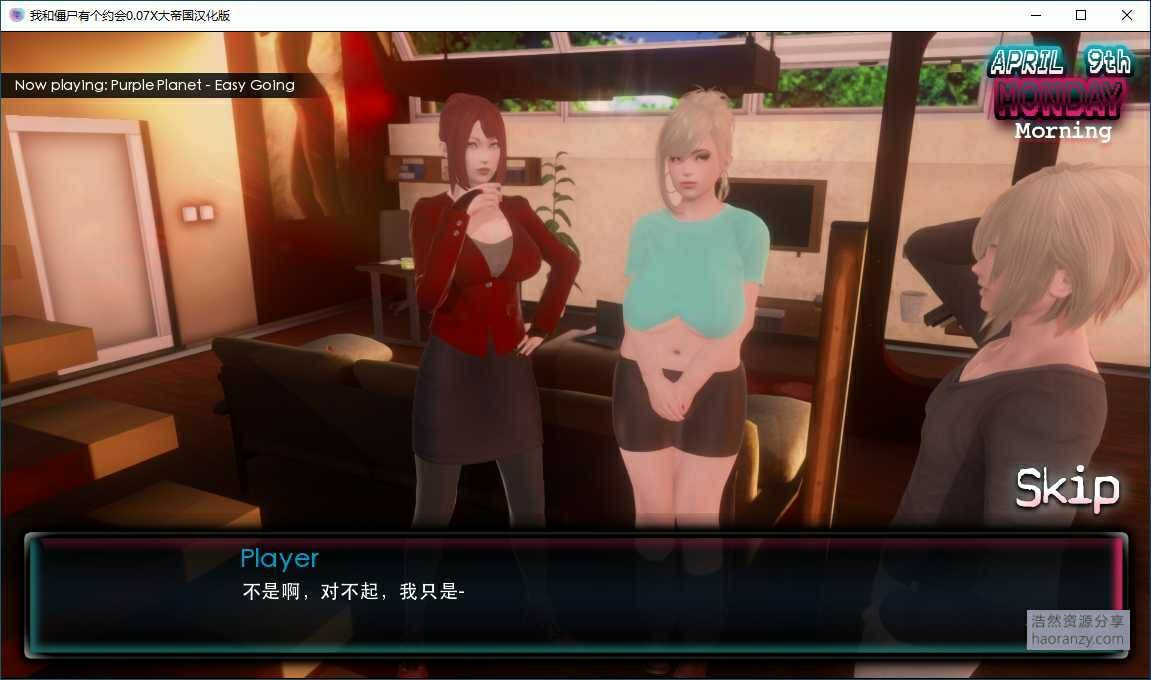 我和僵尸有个约会0.07X大帝国汉化版
Now playing: Purple Planet - Easy Going
APRIL 9th
MONDAY
Morning
Skip
Player
不是啊，对不起，我只是-
浩然资源分享
haoranzy.com